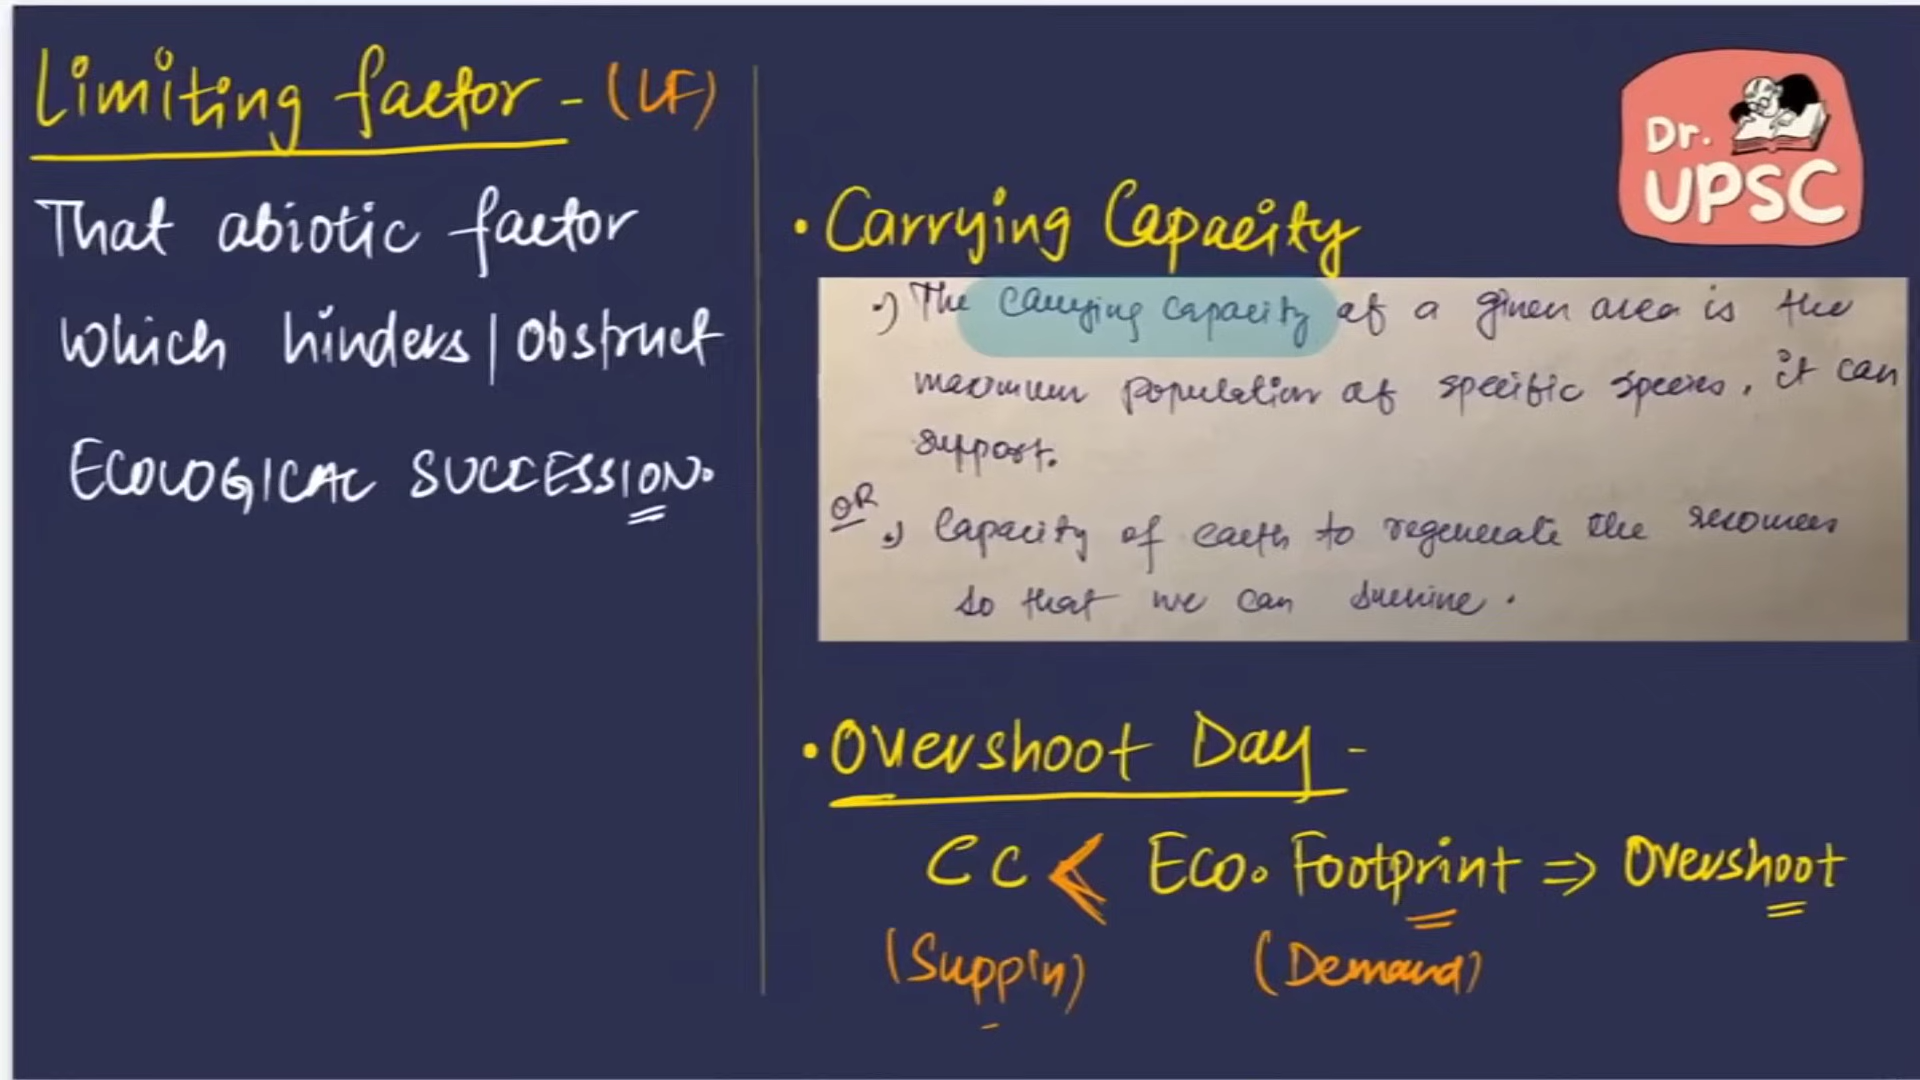 Limiting factor - (LF)
That abiotic factor
which hinders | obstruct
ECOLOGICAL SUCCESSION.
Dr.
UPSC
• Carrying Capacity
•) The carrying capacity of a given area is the
maximum population of specific species, it can
support.
OR
•) Capacity of earth to regenerate the resources
so that we can survive.
• Overshoot Day -
CC < Eco. Footprint => Overshoot
(Supply) (Demand)